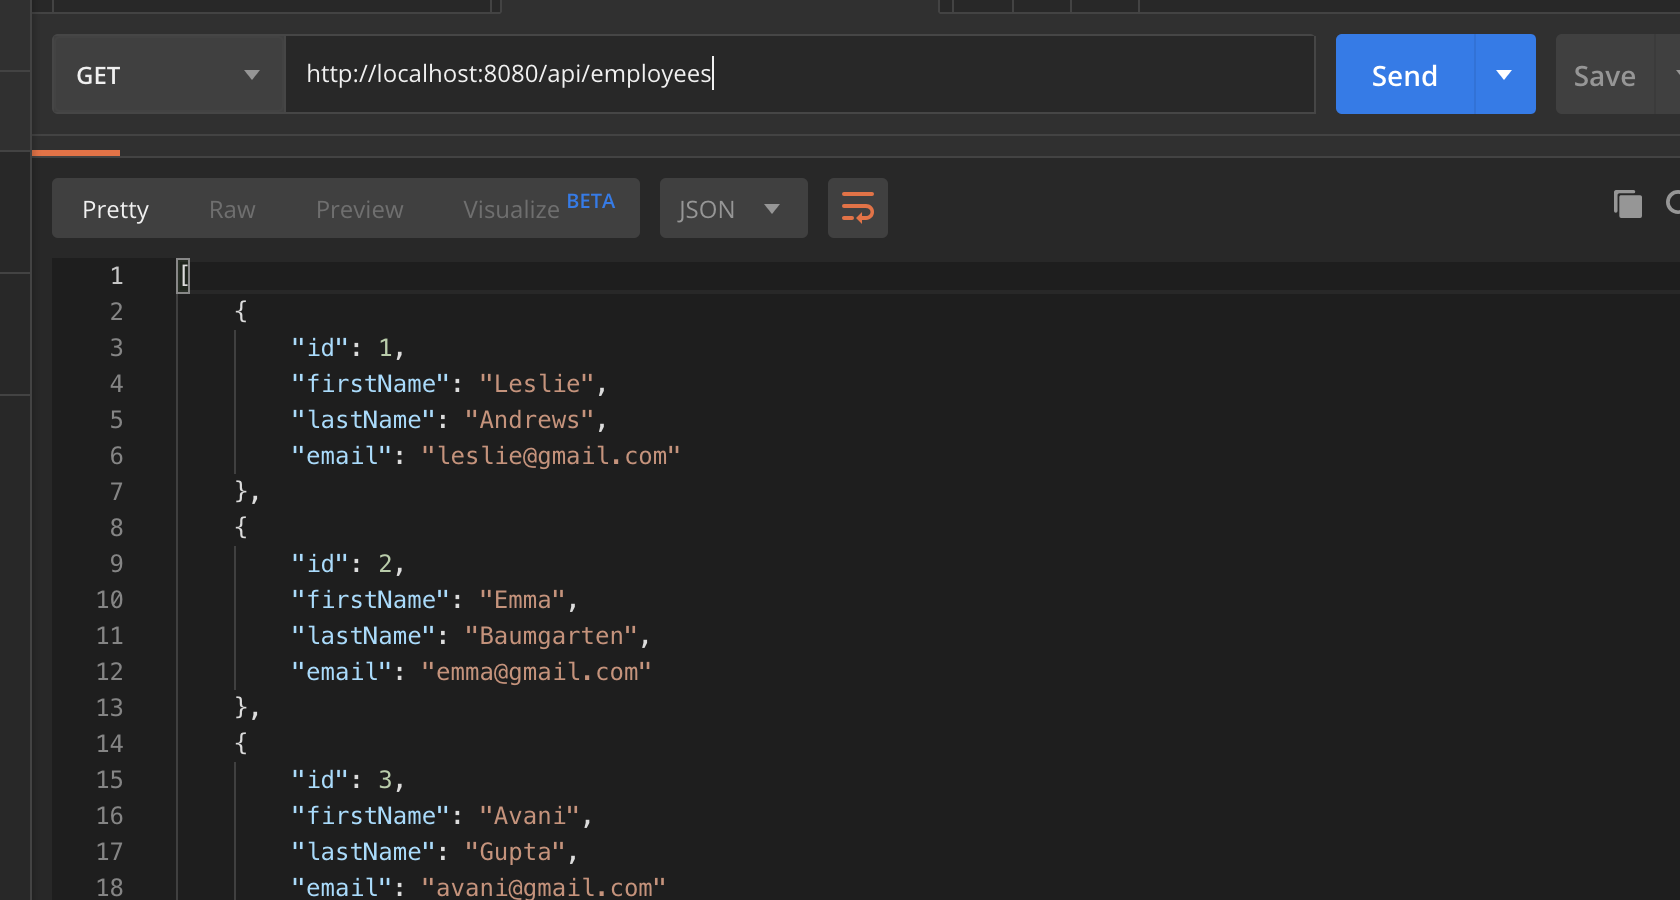 GET http://localhost:8080/api/employees Send Save
Pretty Raw Preview Visualize BETA JSON
1 [
2 {
3 "id": 1,
4 "firstName": "Leslie",
5 "lastName": "Andrews",
6 "email": "leslie@gmail.com"
7 },
8 {
9 "id": 2,
10 "firstName": "Emma",
11 "lastName": "Baumgarten",
12 "email": "emma@gmail.com"
13 },
14 {
15 "id": 3,
16 "firstName": "Avani",
17 "lastName": "Gupta",
18 "email": "avani@gmail.com"